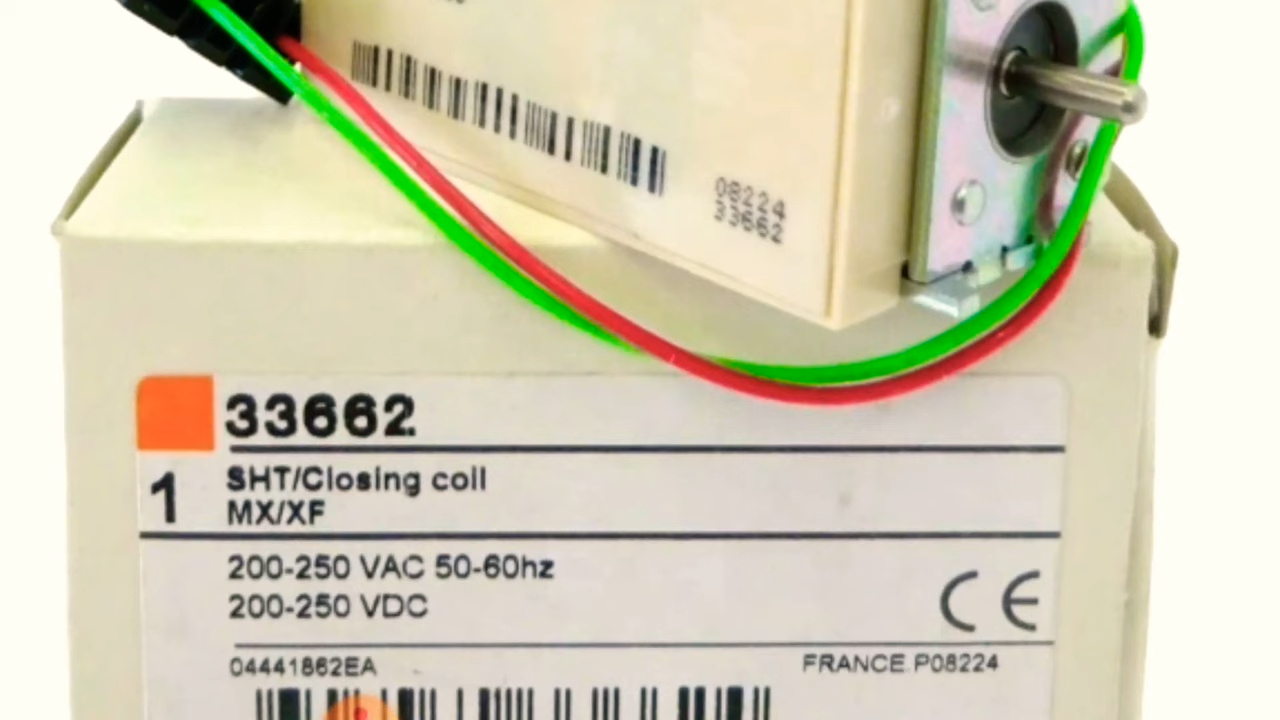 08224
33662
33662
1
SHT/Closing coil
MX/XF
200-250 VAC 50-60hz
200-250 VDC
CE
04441862EA
FRANCE P08224